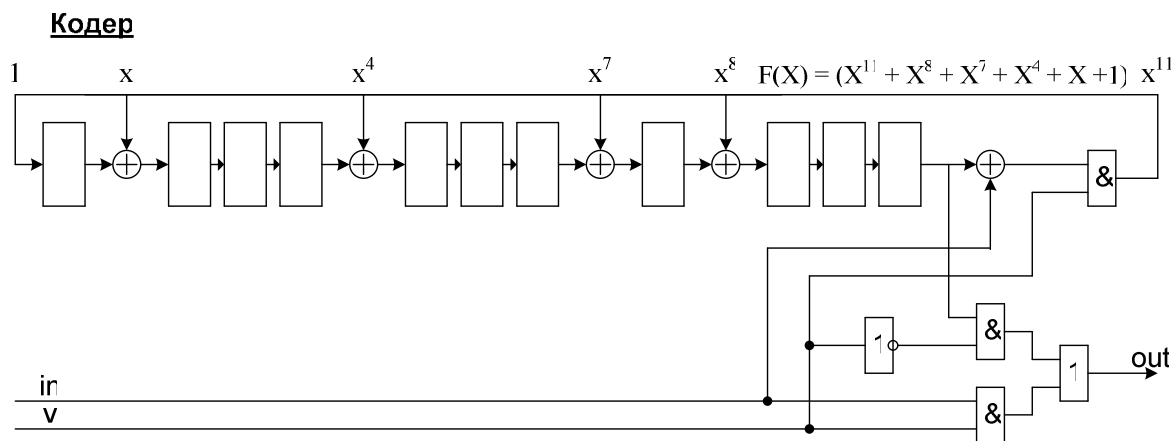 Кодер
1 x x⁴ x⁷ x⁸ F(X) = (X¹¹ + X⁸ + X⁷ + X⁴ + X +1) x¹¹
&
&
1
1
out
in
&
v